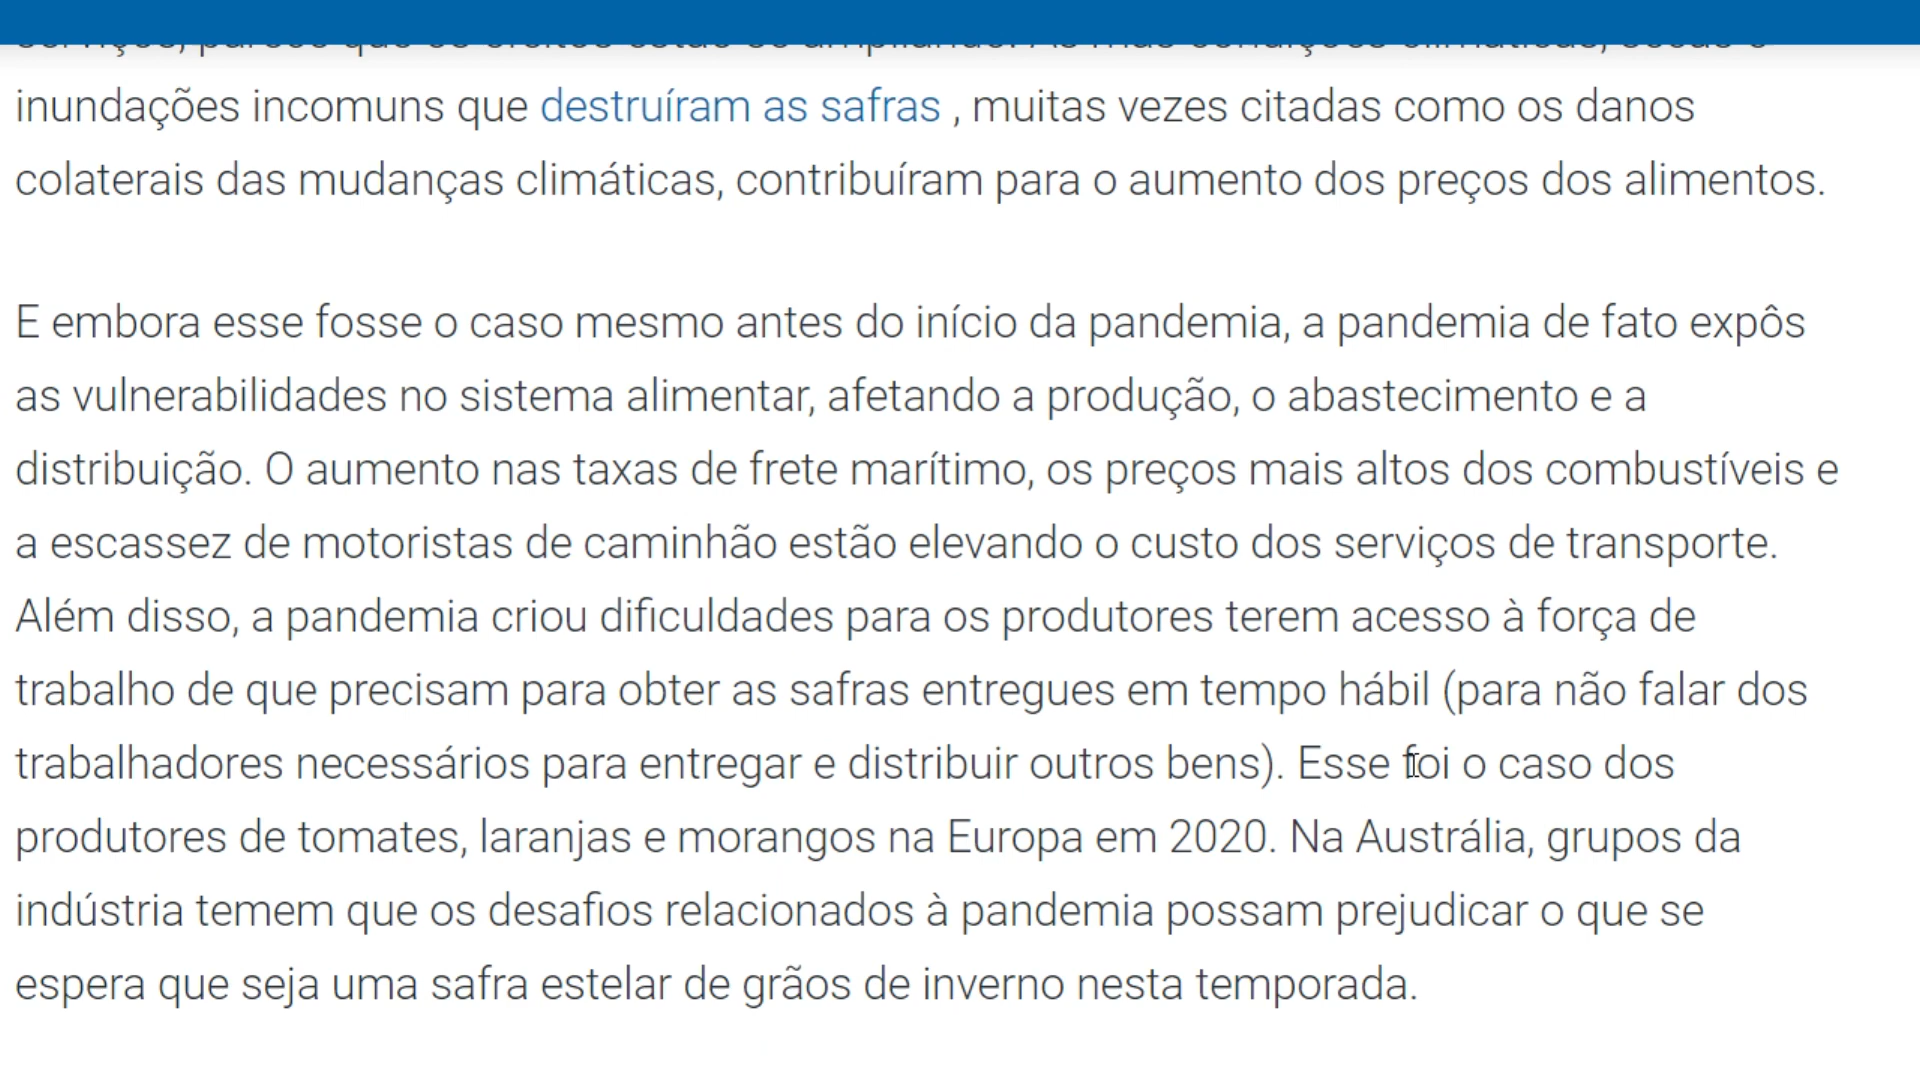 inundações incomuns que destruíram as safras , muitas vezes citadas como os danos
colaterais das mudanças climáticas, contribuíram para o aumento dos preços dos alimentos.
E embora esse fosse o caso mesmo antes do início da pandemia, a pandemia de fato expôs
as vulnerabilidades no sistema alimentar, afetando a produção, o abastecimento e a
distribuição. O aumento nas taxas de frete marítimo, os preços mais altos dos combustíveis e
a escassez de motoristas de caminhão estão elevando o custo dos serviços de transporte.
Além disso, a pandemia criou dificuldades para os produtores terem acesso à força de
trabalho de que precisam para obter as safras entregues em tempo hábil (para não falar dos
trabalhadores necessários para entregar e distribuir outros bens). Esse foi o caso dos
produtores de tomates, laranjas e morangos na Europa em 2020. Na Austrália, grupos da
indústria temem que os desafios relacionados à pandemia possam prejudicar o que se
espera que seja uma safra estelar de grãos de inverno nesta temporada.